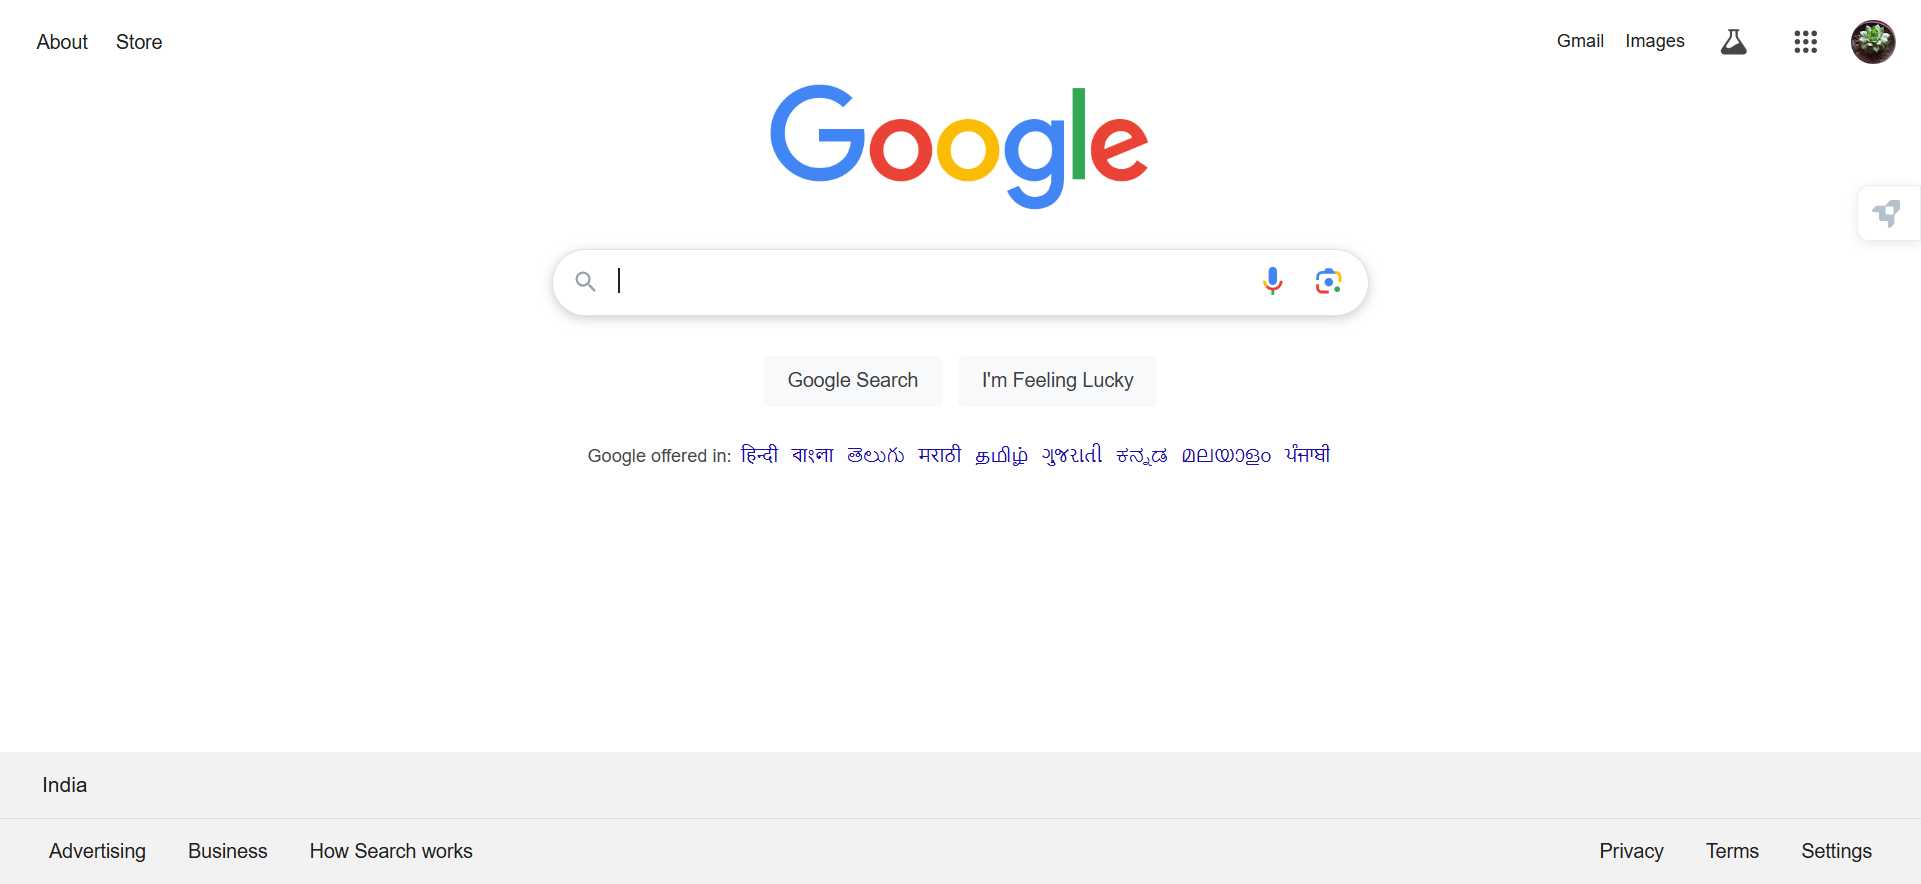 About Store Gmail Images
Google
Google Search I'm Feeling Lucky
Google offered in: हिन्दी বাংলা తెలుగు मराठी தமிழ் ગુજરાતી ಕನ್ನಡ മലയാളം ਪੰਜਾਬੀ
India
Advertising Business How Search works Privacy Terms Settings